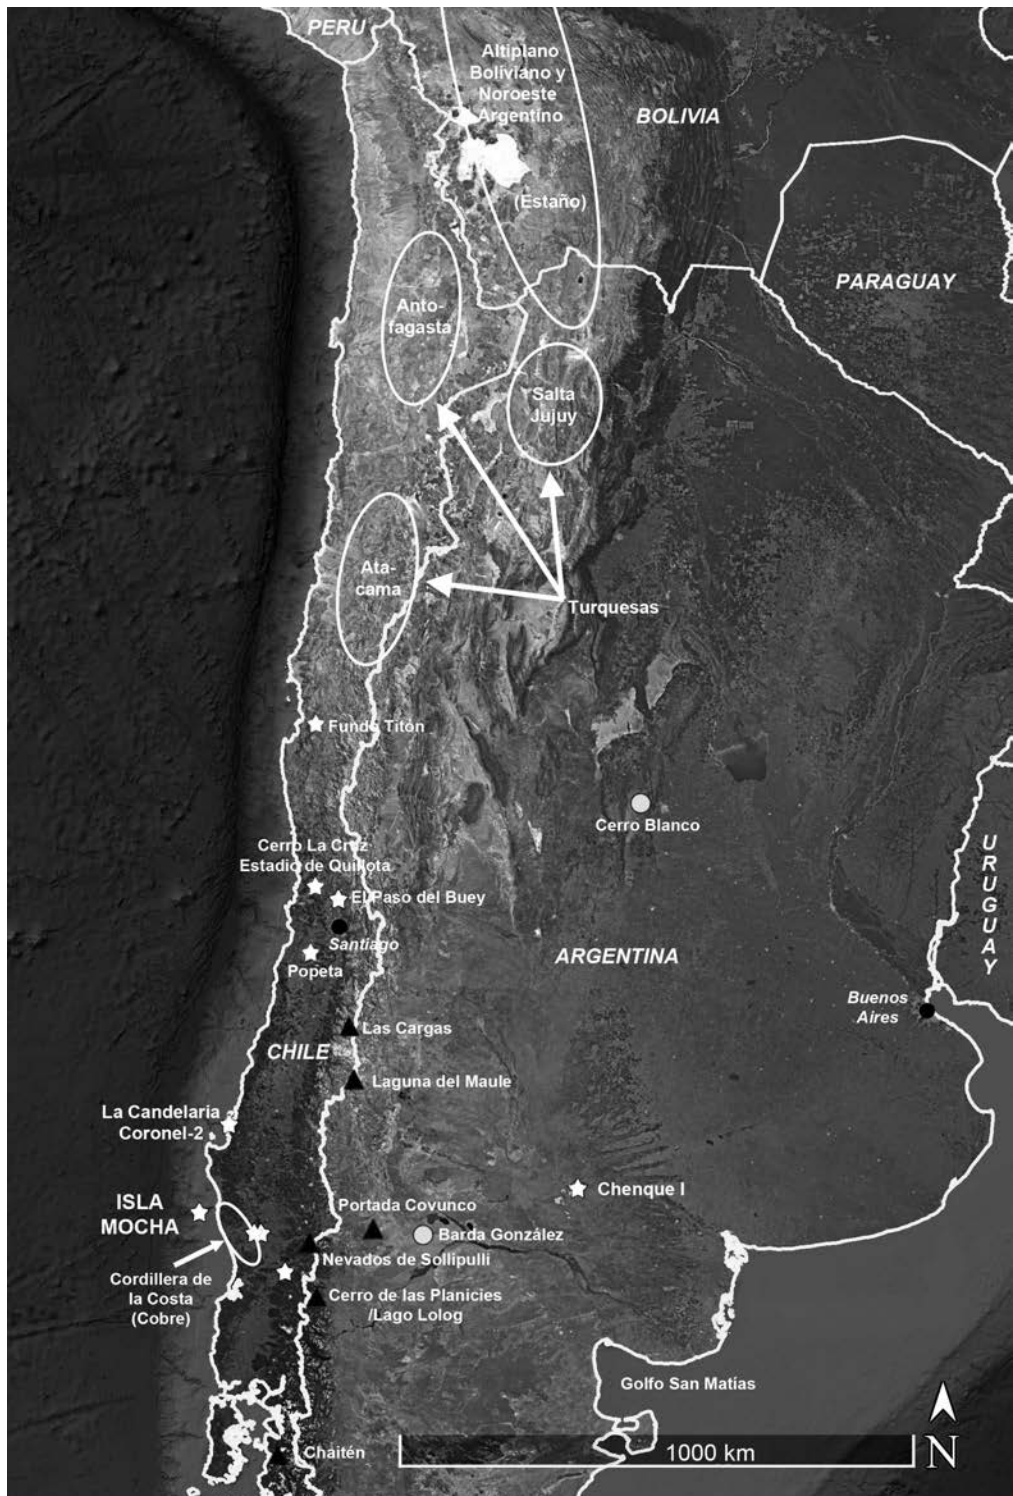 PERU
Altiplano
Boliviano y
Noroeste
Argentino
BOLIVIA
(Estaño)
PARAGUAY
Anto-
fagasta
Salta
Jujuy
Ata-
cama
Turquesas
Fundo Titón
Cerro Blanco
Cerro La Cruz
Estadio de Quillota
El Paso del Buey
Santiago
Popeta
ARGENTINA
URUGUAY
Buenos
Aires
Las Cargas
CHILE
Laguna del Maule
La Candelaria
Coronel-2
Chenque I
ISLA
MOCHA
Portada Covunco
Barda González
Nevados de Sollipulli
Cordillera de
la Costa
(Cobre)
Cerro de las Planicies
/Lago Lolog
Golfo San Matías
Chaitén
1000 km
N